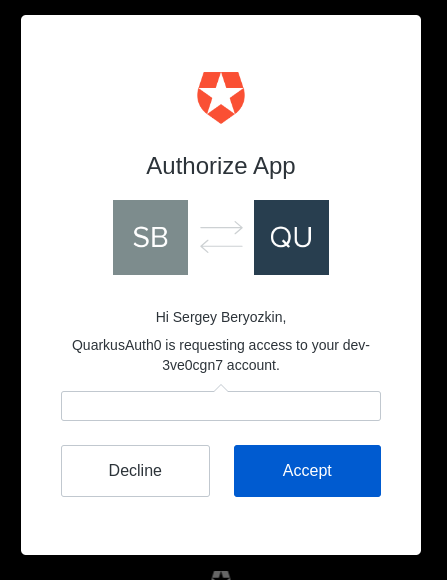 Authorize App
SB
QU
Hi Sergey Beryozkin,
QuarkusAuth0 is requesting access to your dev-
3ve0cgn7 account.
Decline
Accept